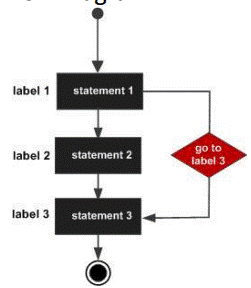 label 1 statement 1
go to
label 3
label 2 statement 2
label 3 statement 3